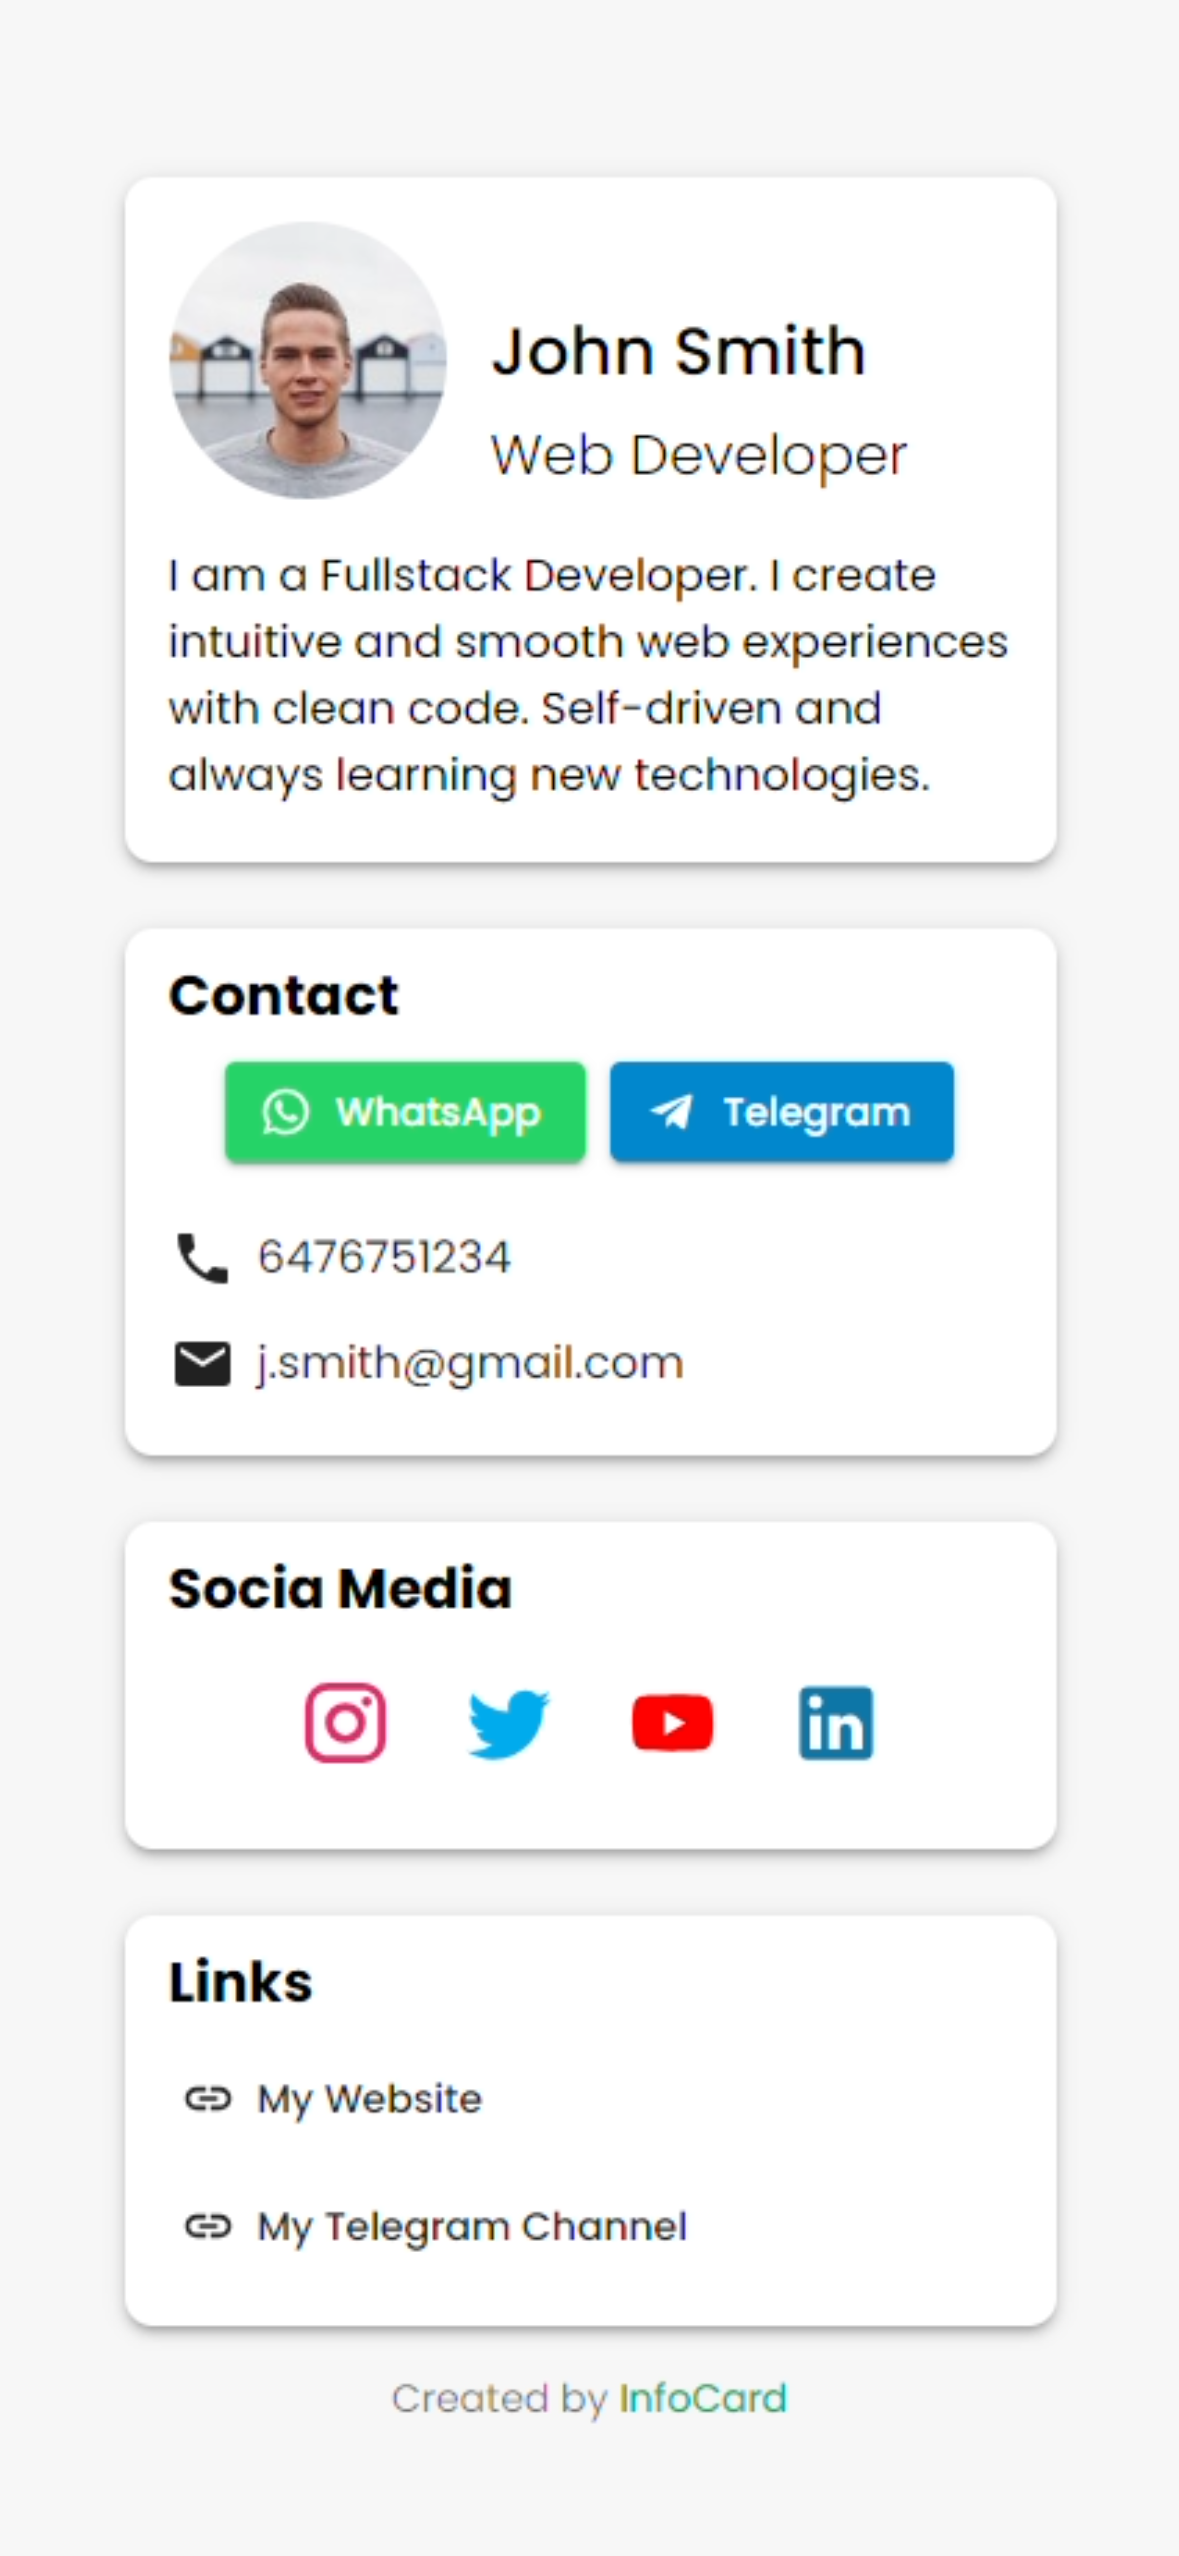 John Smith
Web Developer
I am a Fullstack Developer. I create
intuitive and smooth web experiences
with clean code. Self-driven and
always learning new technologies.
Contact
WhatsApp
Telegram
6476751234
j.smith@gmail.com
Socia Media
in
Links
My Website
My Telegram Channel
Created by InfoCard